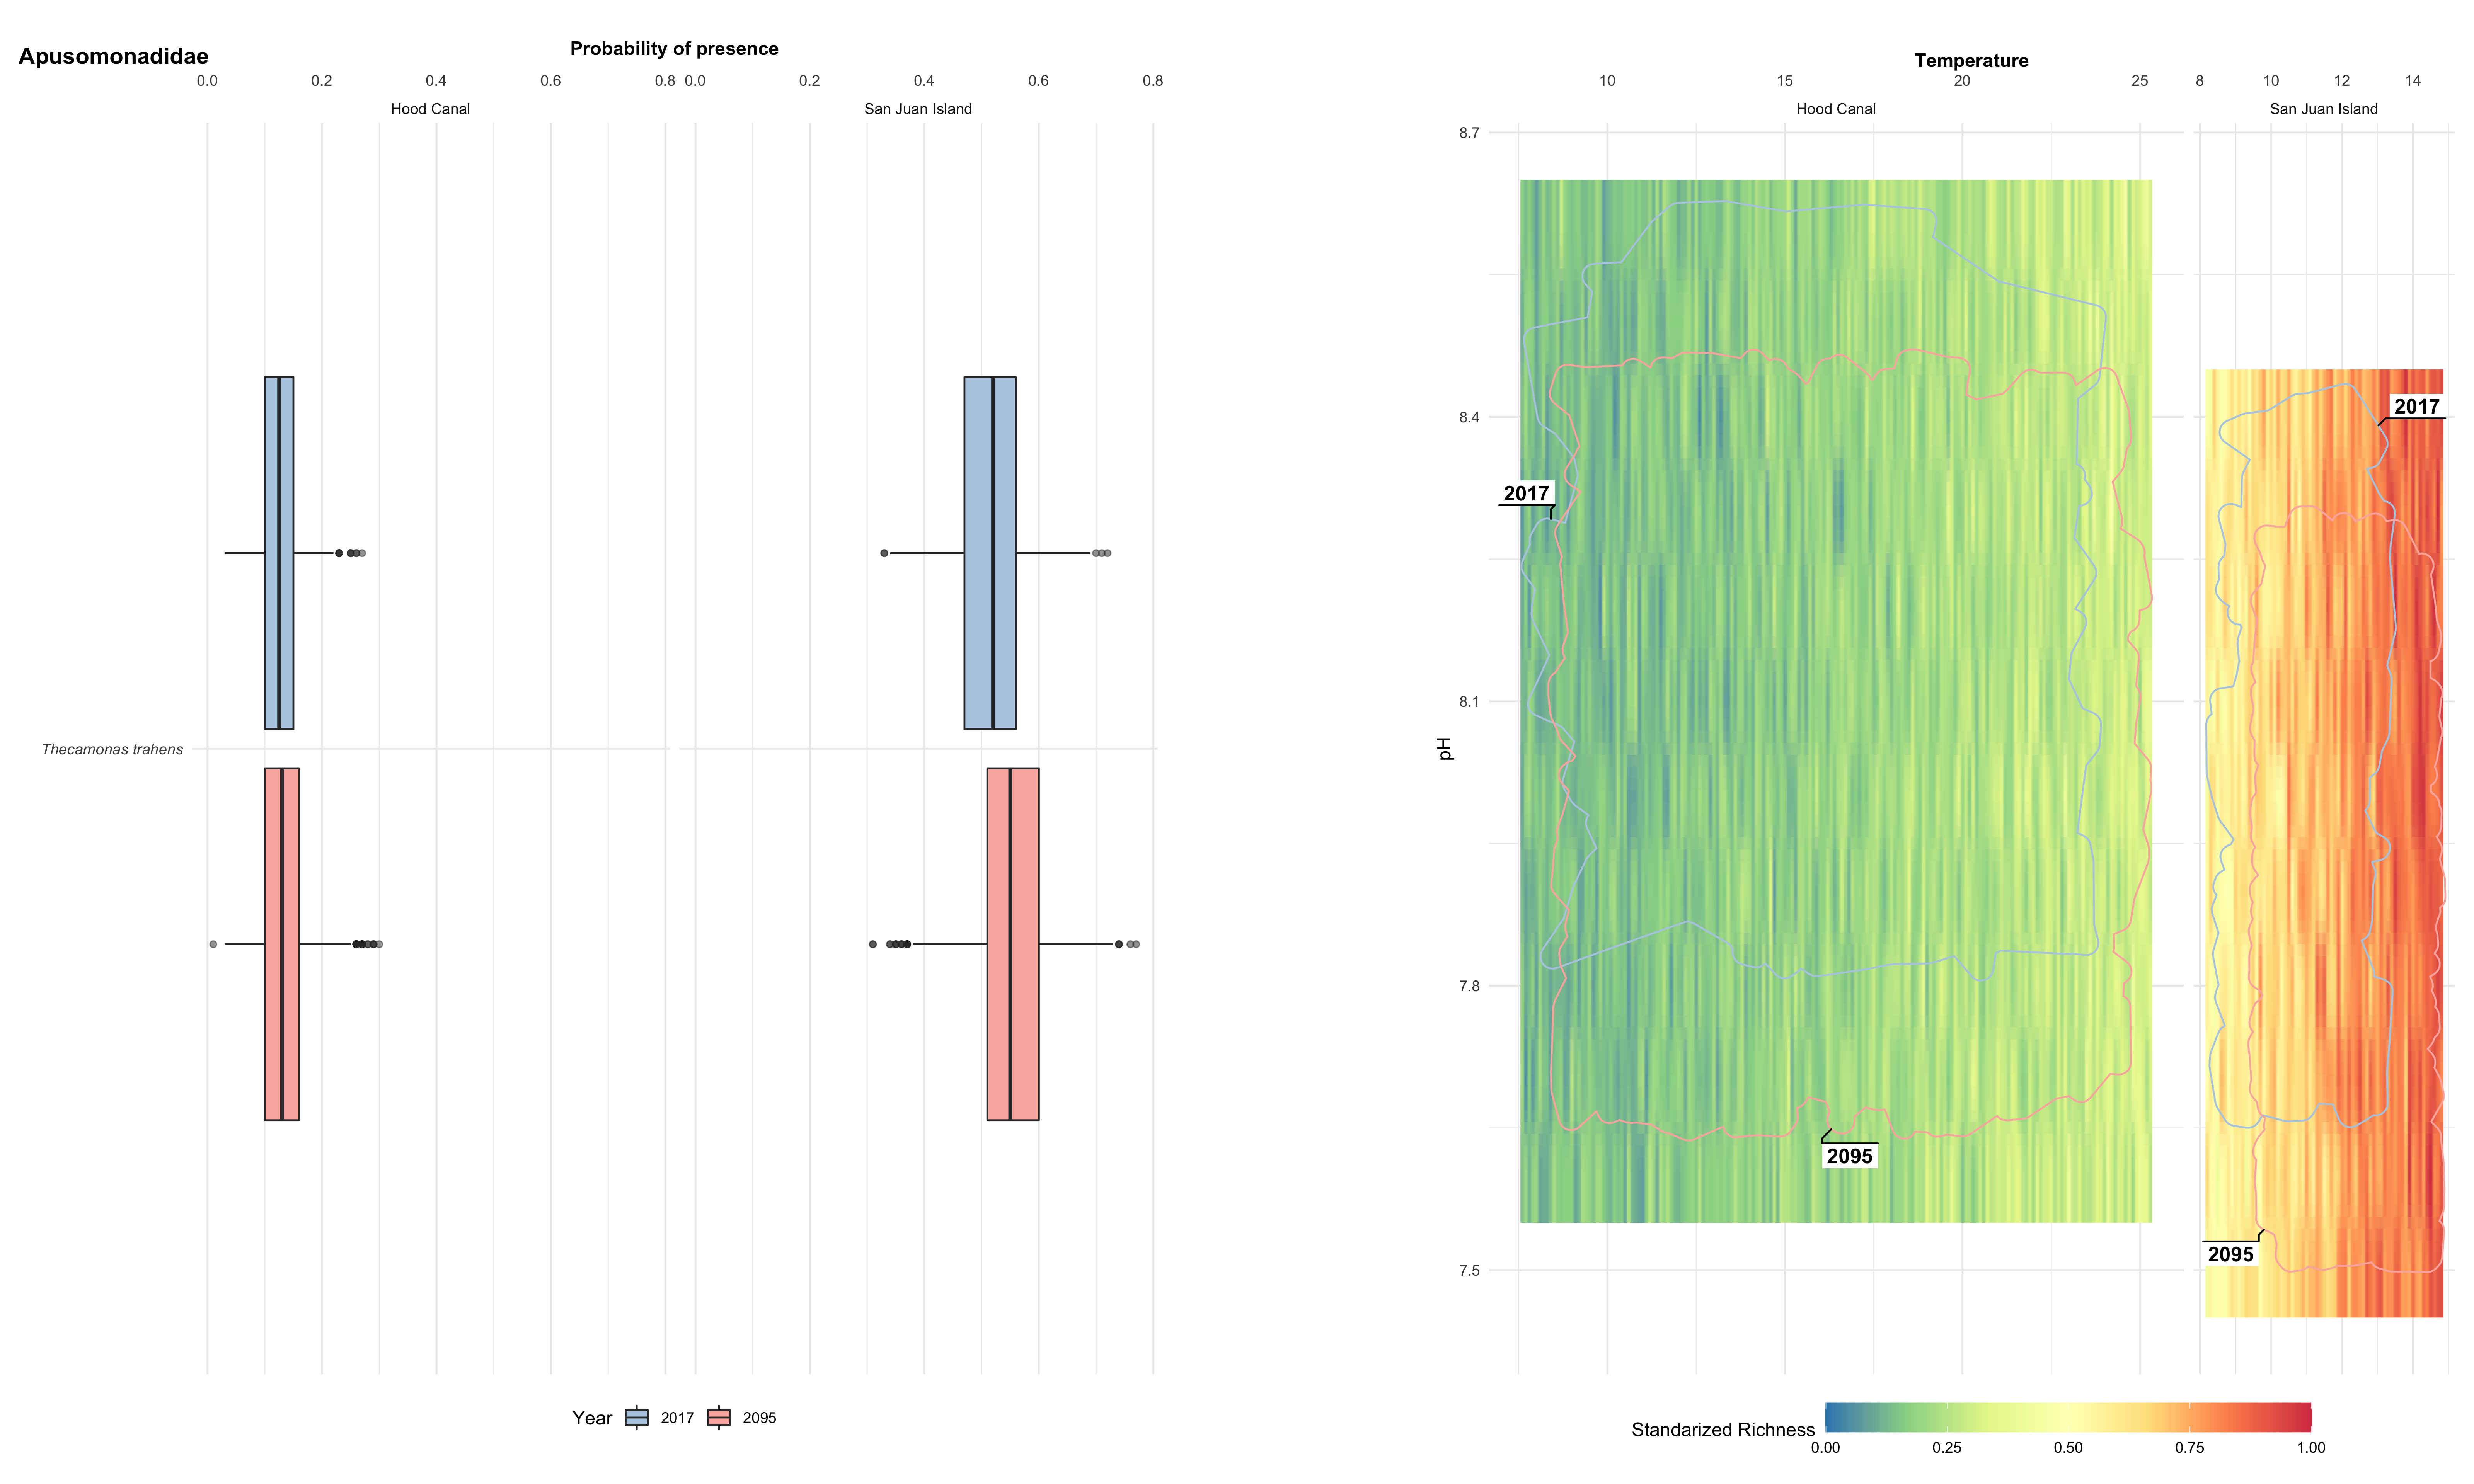 Apusomonadidae
Probability of presence
0.0 0.2 0.4 0.6 0.8 0.0 0.2 0.4 0.6 0.8
Hood Canal San Juan Island
Thecamonas trahens
Year 2017 2095
Temperature
10 15 20 25 8 10 12 14
Hood Canal San Juan Island
8.7
8.4
8.1
7.8
7.5
pH
2017
2017
2095
2095
Standarized Richness
0.00 0.25 0.50 0.75 1.00